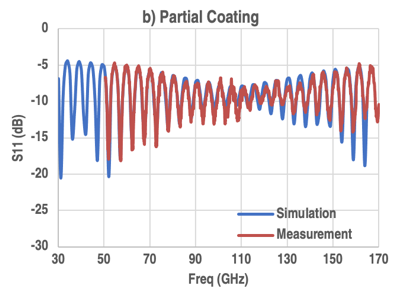 b) Partial Coating
0
-5
-10
-15
-20
-25
-30
S11 (dB)
Simulation
Measurement
30 50 70 90 110 130 150 170
Freq (GHz)